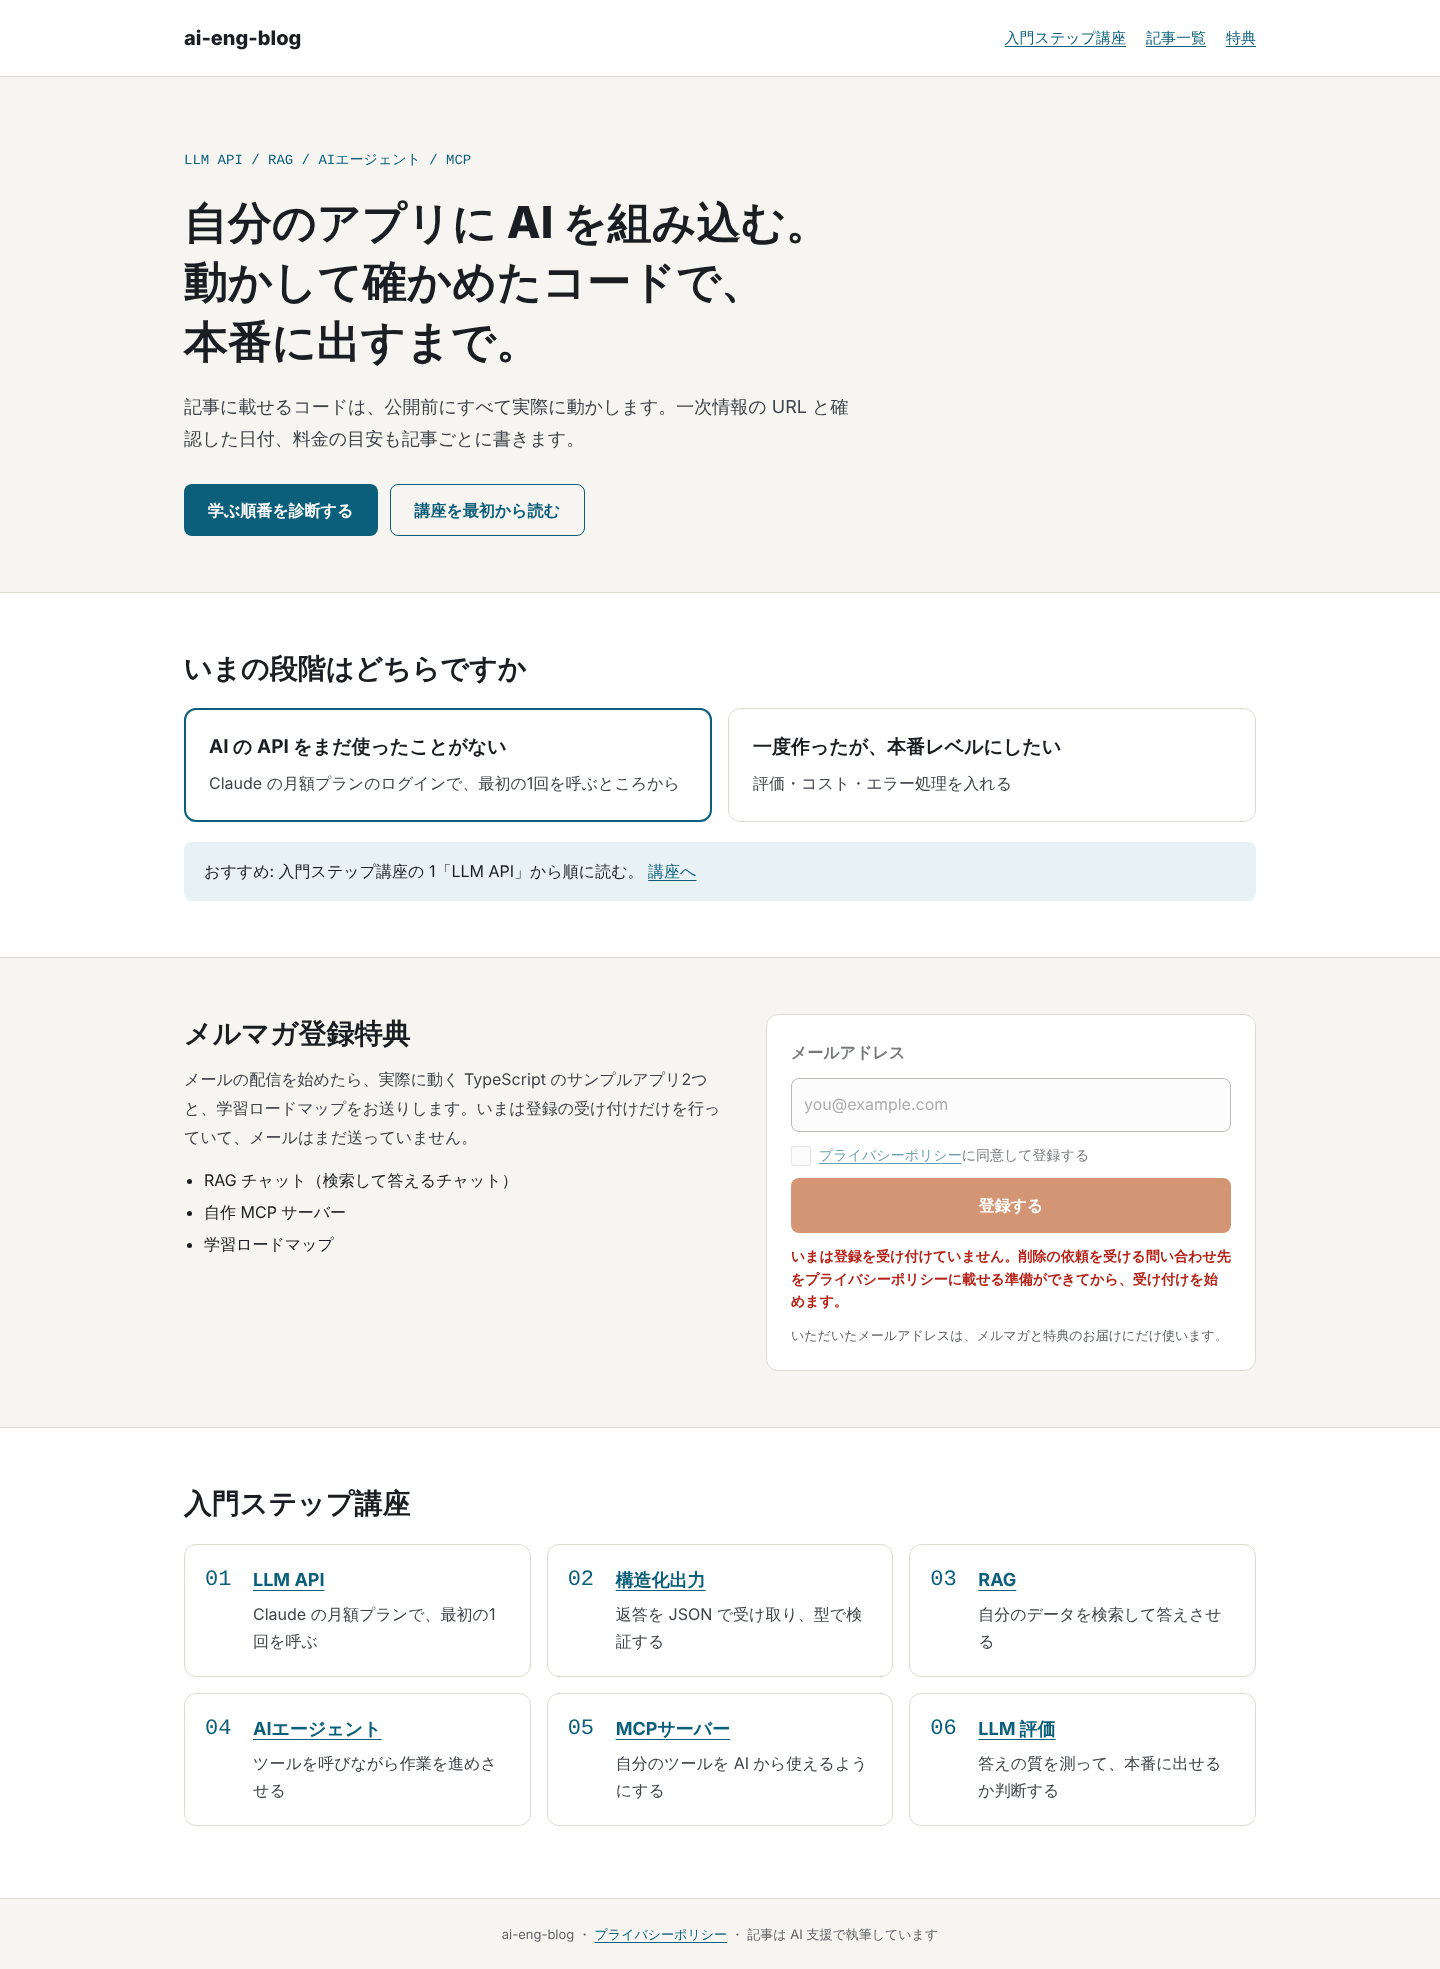 ai-eng-blog
入門ステップ講座 記事一覧 特典
LLM API / RAG / AIエージェント / MCP
自分のアプリに AI を組み込む。
動かして確かめたコードで、
本番に出すまで。
記事に載せるコードは、公開前にすべて実際に動かします。一次情報の URL と確
認した日付、料金の目安も記事ごとに書きます。
学ぶ順番を診断する 講座を最初から読む
いまの段階はどちらですか
AI の API をまだ使ったことがない
Claude の月額プランのログインで、最初の1回を呼ぶところから
一度作ったが、本番レベルにしたい
評価・コスト・エラー処理を入れる
おすすめ: 入門ステップ講座の 1「LLM API」から順に読む。 講座へ
メルマガ登録特典
メールの配信を始めたら、実際に動く TypeScript のサンプルアプリ2つ
と、学習ロードマップをお送りします。いまは登録の受け付けだけを行っ
ていて、メールはまだ送っていません。
• RAG チャット（検索して答えるチャット）
• 自作 MCP サーバー
• 学習ロードマップ
メールアドレス
you@example.com
プライバシーポリシーに同意して登録する
登録する
いまは登録を受け付けていません。削除の依頼を受ける問い合わせ先
をプライバシーポリシーに載せる準備ができてから、受け付けを始
めます。
いただいたメールアドレスは、メルマガと特典のお届けにだけ使います。
入門ステップ講座
01 LLM API
Claude の月額プランで、最初の1
回を呼ぶ
02 構造化出力
返答を JSON で受け取り、型で検
証する
03 RAG
自分のデータを検索して答えさせ
る
04 AIエージェント
ツールを呼びながら作業を進めさ
せる
05 MCPサーバー
自分のツールを AI から使えるよう
にする
06 LLM 評価
答えの質を測って、本番に出せる
か判断する
ai-eng-blog ・ プライバシーポリシー ・ 記事は AI 支援で執筆しています